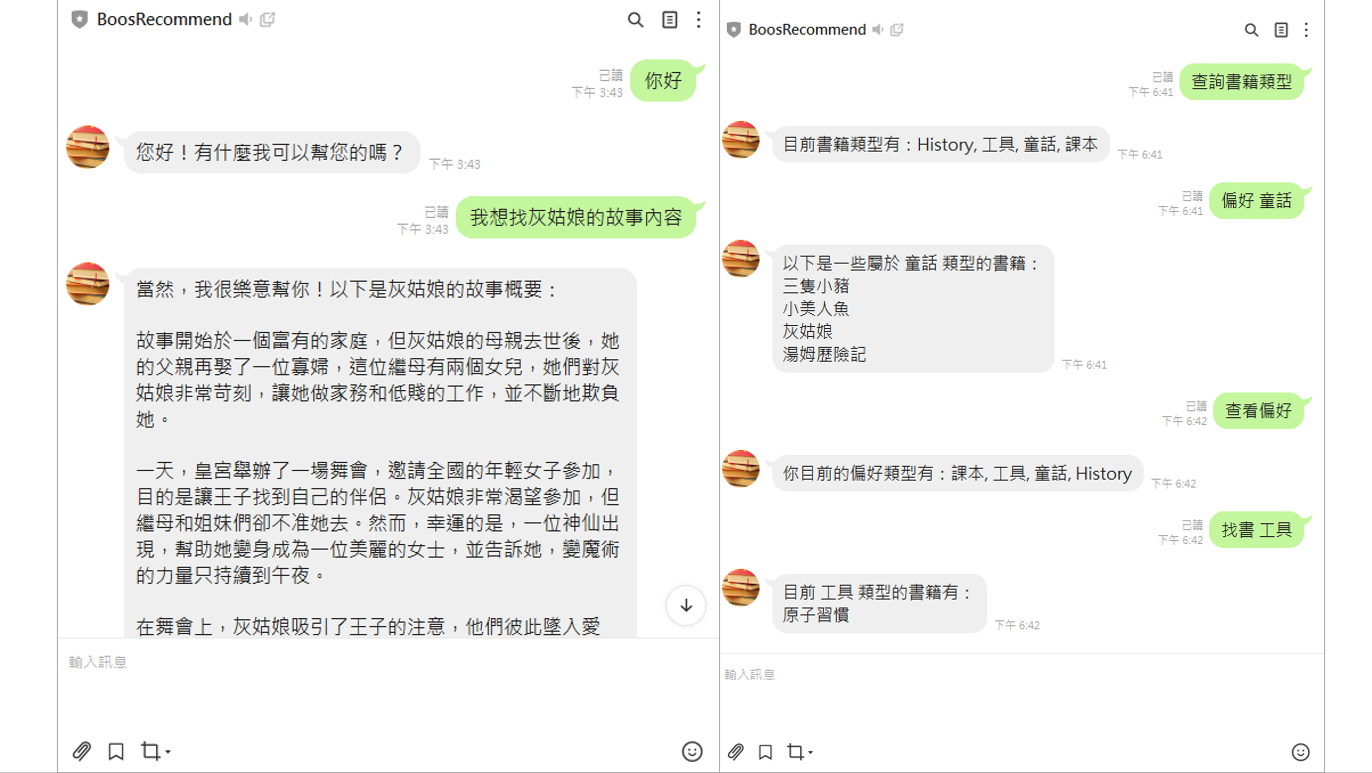 BoosRecommend
已讀
下午 3:43
你好
您好！有什麼我可以幫您的嗎？
下午 3:43
已讀
下午 3:43
我想找灰姑娘的故事內容
當然，我很樂意幫你！以下是灰姑娘的故事概要：
故事開始於一個富有的家庭，但灰姑娘的母親去世後，她
的父親再娶了一位寡婦，這位繼母有兩個女兒，她們對灰
姑娘非常苛刻，讓她做家務和低賤的工作，並不斷地欺負
她。
一天，皇宮舉辦了一場舞會，邀請全國的年輕女子參加，
目的是讓王子找到自己的伴侶。灰姑娘非常渴望參加，但
繼母和姐妹們卻不准她去。然而，幸運的是，一位神仙出
現，幫助她變身成為一位美麗的女士，並告訴她，變魔術
的力量只持續到午夜。
在舞會上，灰姑娘吸引了王子的注意，他們彼此墜入愛
輸入訊息
BoosRecommend
已讀
下午 6:41
查詢書籍類型
目前書籍類型有：History, 工具, 童話, 課本
下午 6:41
已讀
下午 6:41
偏好 童話
以下是一些屬於 童話 類型的書籍：
三隻小豬
小美人魚
灰姑娘
湯姆歷險記
下午 6:41
已讀
下午 6:42
查看偏好
你目前的偏好類型有：課本, 工具, 童話, History
下午 6:42
已讀
下午 6:42
找書 工具
目前 工具 類型的書籍有：
原子習慣
下午 6:42
輸入訊息